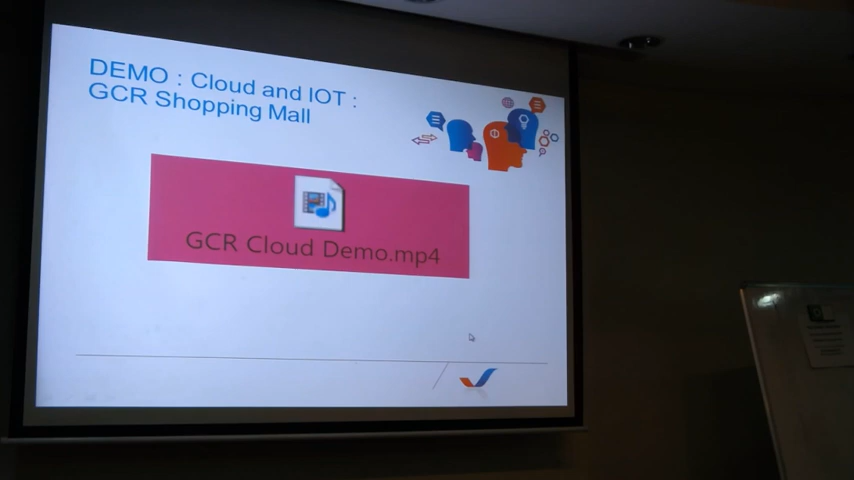 DEMO : Cloud and IOT :
GCR Shopping Mall
GCR Cloud Demo.mp4